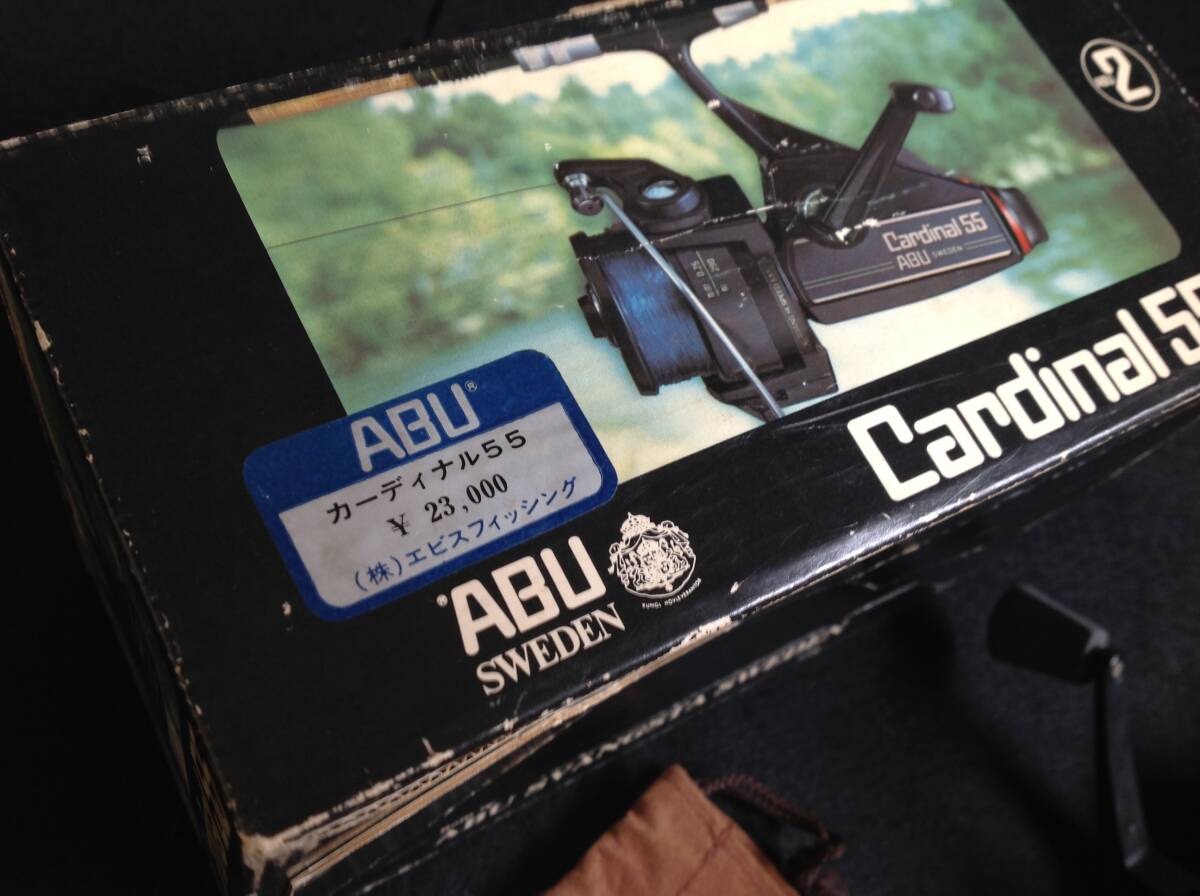 №2
Cardinal 55
ABU SWEDEN
Cardinal 55
ABU®
カーディナル55
¥ 23,000
(株)エビスフィッシング
®ABU
SWEDEN